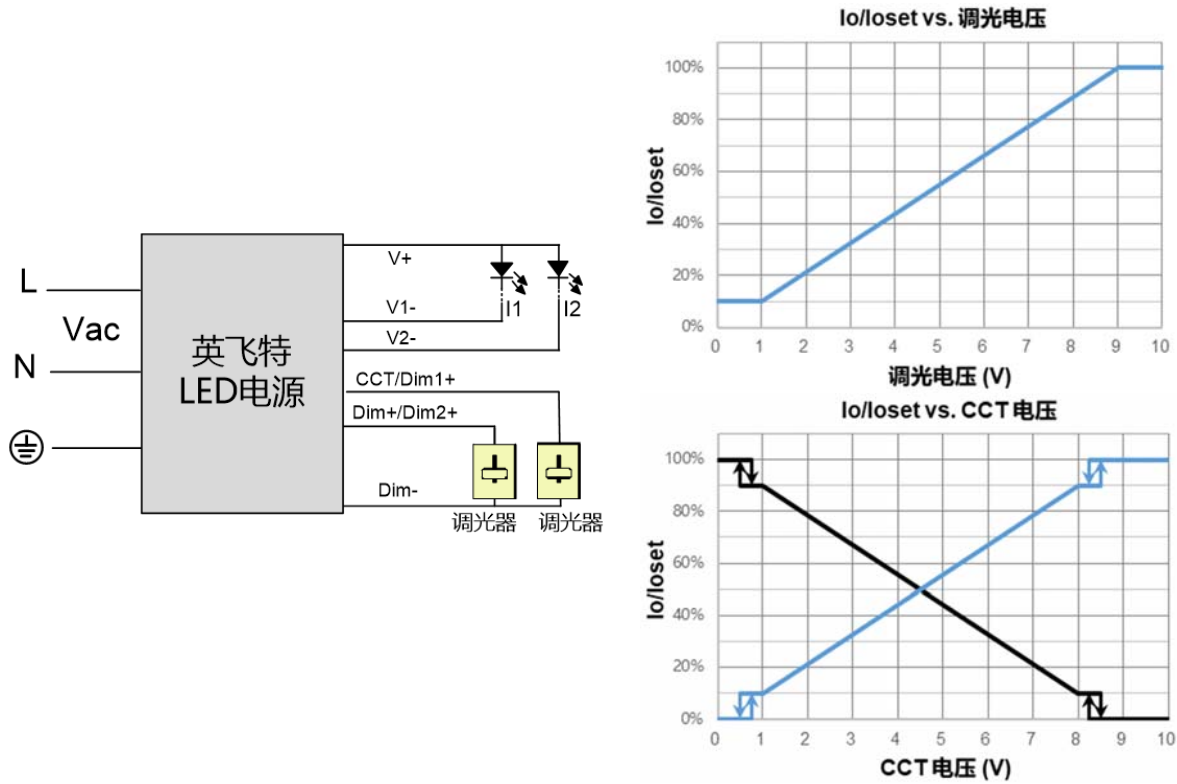 L
Vac
N
英飞特
LED电源
V+
V1-
I1
I2
V2-
CCT/Dim1+
Dim+/Dim2+
Dim-
调光器
调光器
Io/Ioset vs. 调光电压
Io/Ioset
100%
80%
60%
40%
20%
0%
0 1 2 3 4 5 6 7 8 9 10
调光电压 (V)
Io/Ioset vs. CCT 电压
Io/Ioset
100%
80%
60%
40%
20%
0%
0 1 2 3 4 5 6 7 8 9 10
CCT 电压 (V)